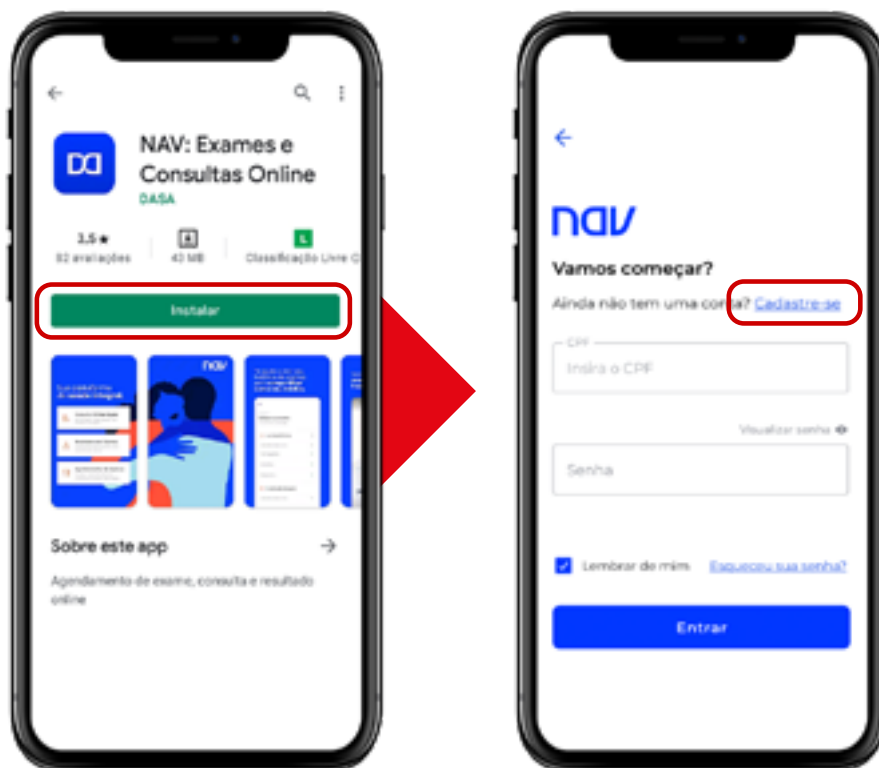 NAV: Exames e
Consultas Online
DASA
3,5★
82 avaliações
43 MB
L
Classificação Livre
Instalar
nav
Sobre este app
Agendamento de exame, consulta e resultado
online
nav
Vamos começar?
Ainda não tem uma conta? Cadastre-se
CPF
Insira o CPF
Visualizar senha
Senha
Lembrar de mim
Esqueceu sua senha?
Entrar